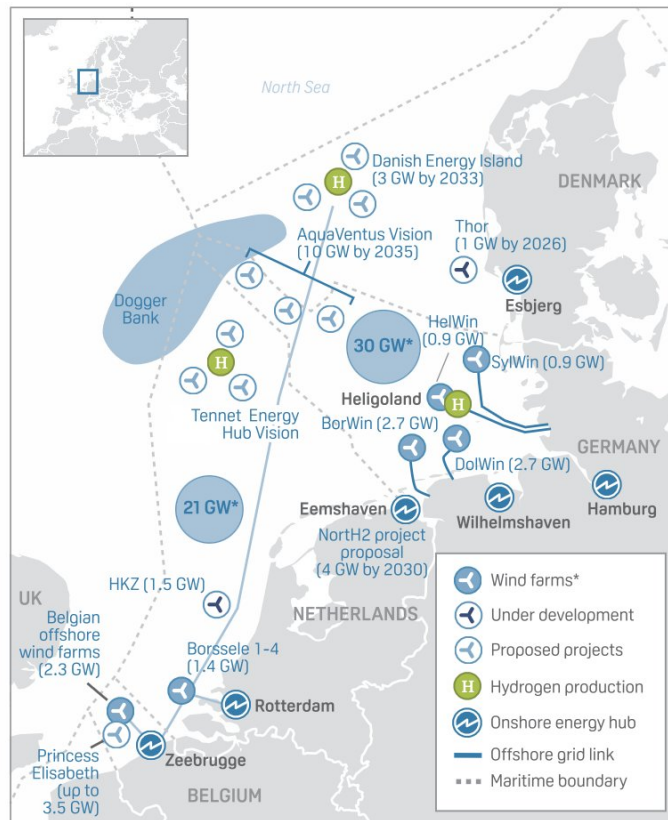 North Sea
Danish Energy Island
(3 GW by 2033)
DENMARK
AquaVentus Vision
(10 GW by 2035)
Thor
(1 GW by 2026)
Esbjerg
Dogger
Bank
30 GW*
HelWin
(0.9 GW)
SylWin (0.9 GW)
Heligoland
Tennet Energy
Hub Vision
BorWin (2.7 GW)
GERMANY
DolWin (2.7 GW)
21 GW*
Eemshaven
Wilhelmshaven
Hamburg
NortH2 project
proposal
(4 GW by 2030)
HKZ (1.5 GW)
UK
NETHERLANDS
Belgian
offshore
wind farms
(2.3 GW)
Borssele 1-4
(1.4 GW)
Rotterdam
Princess
Elisabeth
(up to
3.5 GW)
Zeebrugge
BELGIUM
Wind farms*
Under development
Proposed projects
H Hydrogen production
Onshore energy hub
Offshore grid link
Maritime boundary
H
H
H